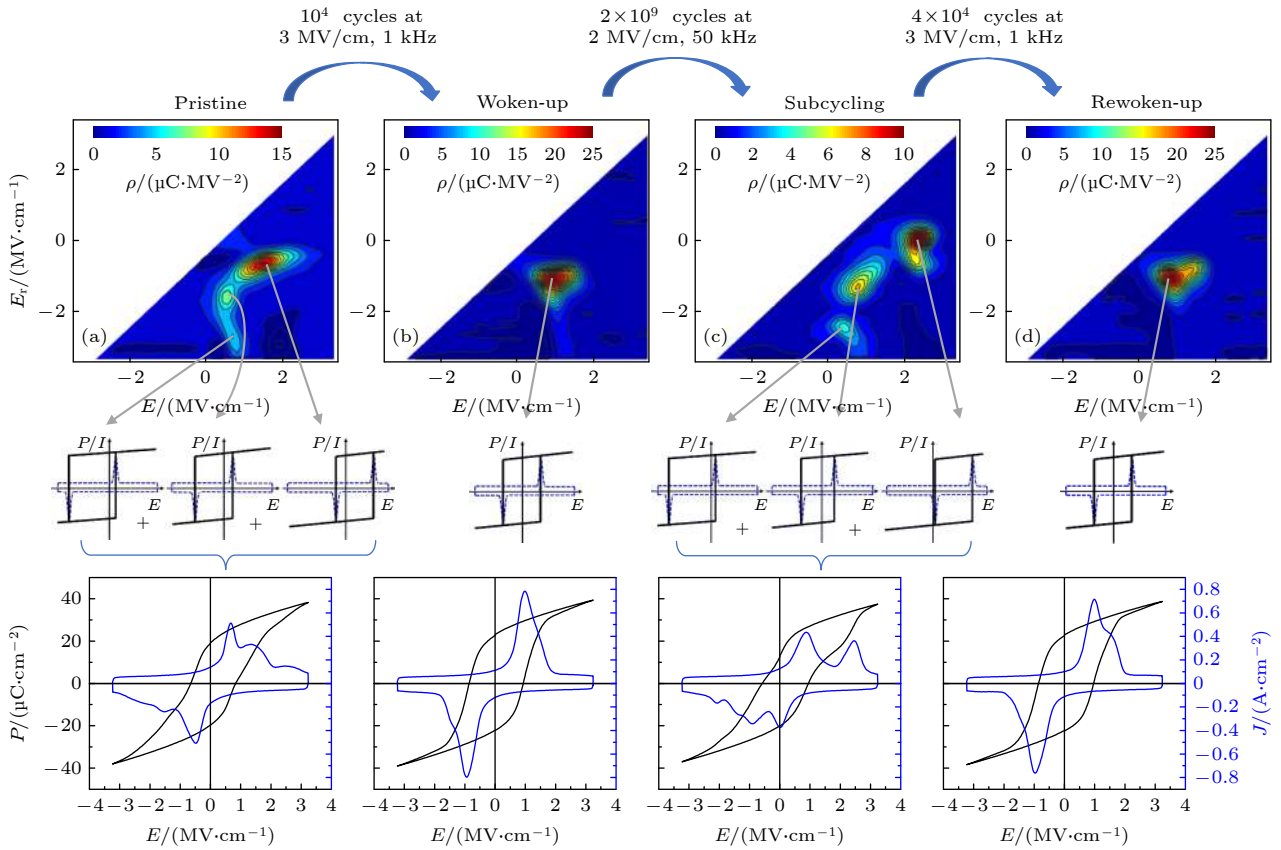 10⁴ cycles at
3 MV/cm, 1 kHz
2×10⁹ cycles at
2 MV/cm, 50 kHz
4×10⁴ cycles at
3 MV/cm, 1 kHz
Pristine
Woken-up
Subcycling
Rewoken-up
0 5 10 15
ρ/(μC·MV⁻²)
0 5 10 15 20 25
ρ/(μC·MV⁻²)
0 2 4 6 8 10
ρ/(μC·MV⁻²)
0 5 10 15 20 25
ρ/(μC·MV⁻²)
E_r/(MV·cm⁻¹)
2
0
−2
2
0
−2
2
0
−2
2
0
−2
(a)
(b)
(c)
(d)
−2 0 2
−2 0 2
−2 0 2
−2 0 2
E/(MV·cm⁻¹)
E/(MV·cm⁻¹)
E/(MV·cm⁻¹)
E/(MV·cm⁻¹)
P/I P/I P/I P/I P/I P/I P/I P/I
E E E E
+ + + +
P/(μC·cm⁻²)
40
20
0
−20
−40
0.8
0.6
0.4
0.2
0
−0.2
−0.4
−0.6
−0.8
J/(A·cm⁻²)
−4 −3 −2 −1 0 1 2 3 4
−4 −3 −2 −1 0 1 2 3 4
−4 −3 −2 −1 0 1 2 3 4
−4 −3 −2 −1 0 1 2 3 4
E/(MV·cm⁻¹)
E/(MV·cm⁻¹)
E/(MV·cm⁻¹)
E/(MV·cm⁻¹)